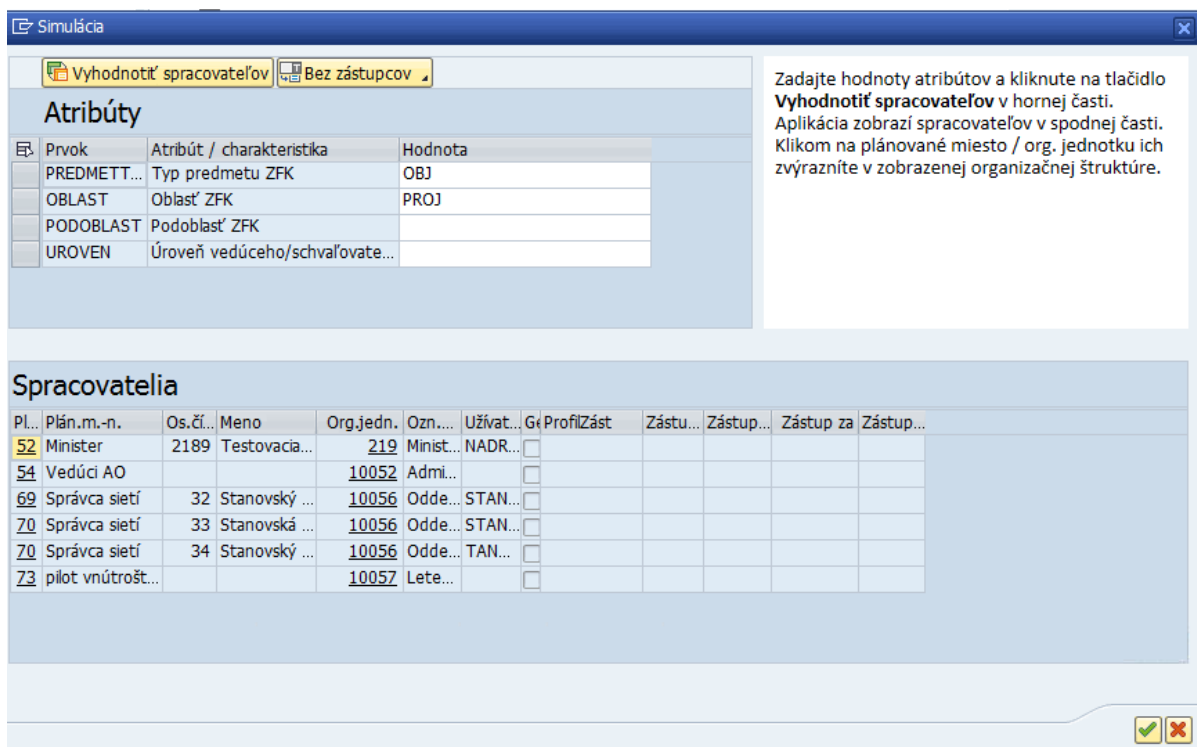 Simulácia
Vyhodnotiť spracovateľov Bez zástupcov
Zadajte hodnoty atribútov a kliknute na tlačidlo
Vyhodnotiť spracovateľov v hornej časti.
Aplikácia zobrazí spracovateľov v spodnej časti.
Klikom na plánované miesto / org. jednotku ich
zvýrazníte v zobrazenej organizačnej štruktúre.
Atribúty
Prvok Atribút / charakteristika Hodnota
PREDMETT... Typ predmetu ZFK OBJ
OBLAST Oblasť ZFK PROJ
PODOBLAST Podoblasť ZFK
UROVEN Úroveň vedúceho/schvaľovate...
Spracovatelia
Pl... Plán.m.-n. Os.čí... Meno Org.jedn. Ozn.... Užívat... Ge ProfilZást Zástu... Zástup... Zástup za Zástup...
52 Minister 2189 Testovacia... 219 Minist... NADR...
54 Vedúci AO 10052 Admi...
69 Správca sietí 32 Stanovský ... 10056 Odde... STAN...
70 Správca sietí 33 Stanovská ... 10056 Odde... STAN...
70 Správca sietí 34 Stanovský ... 10056 Odde... TAN...
73 pilot vnútrošt... 10057 Lete...